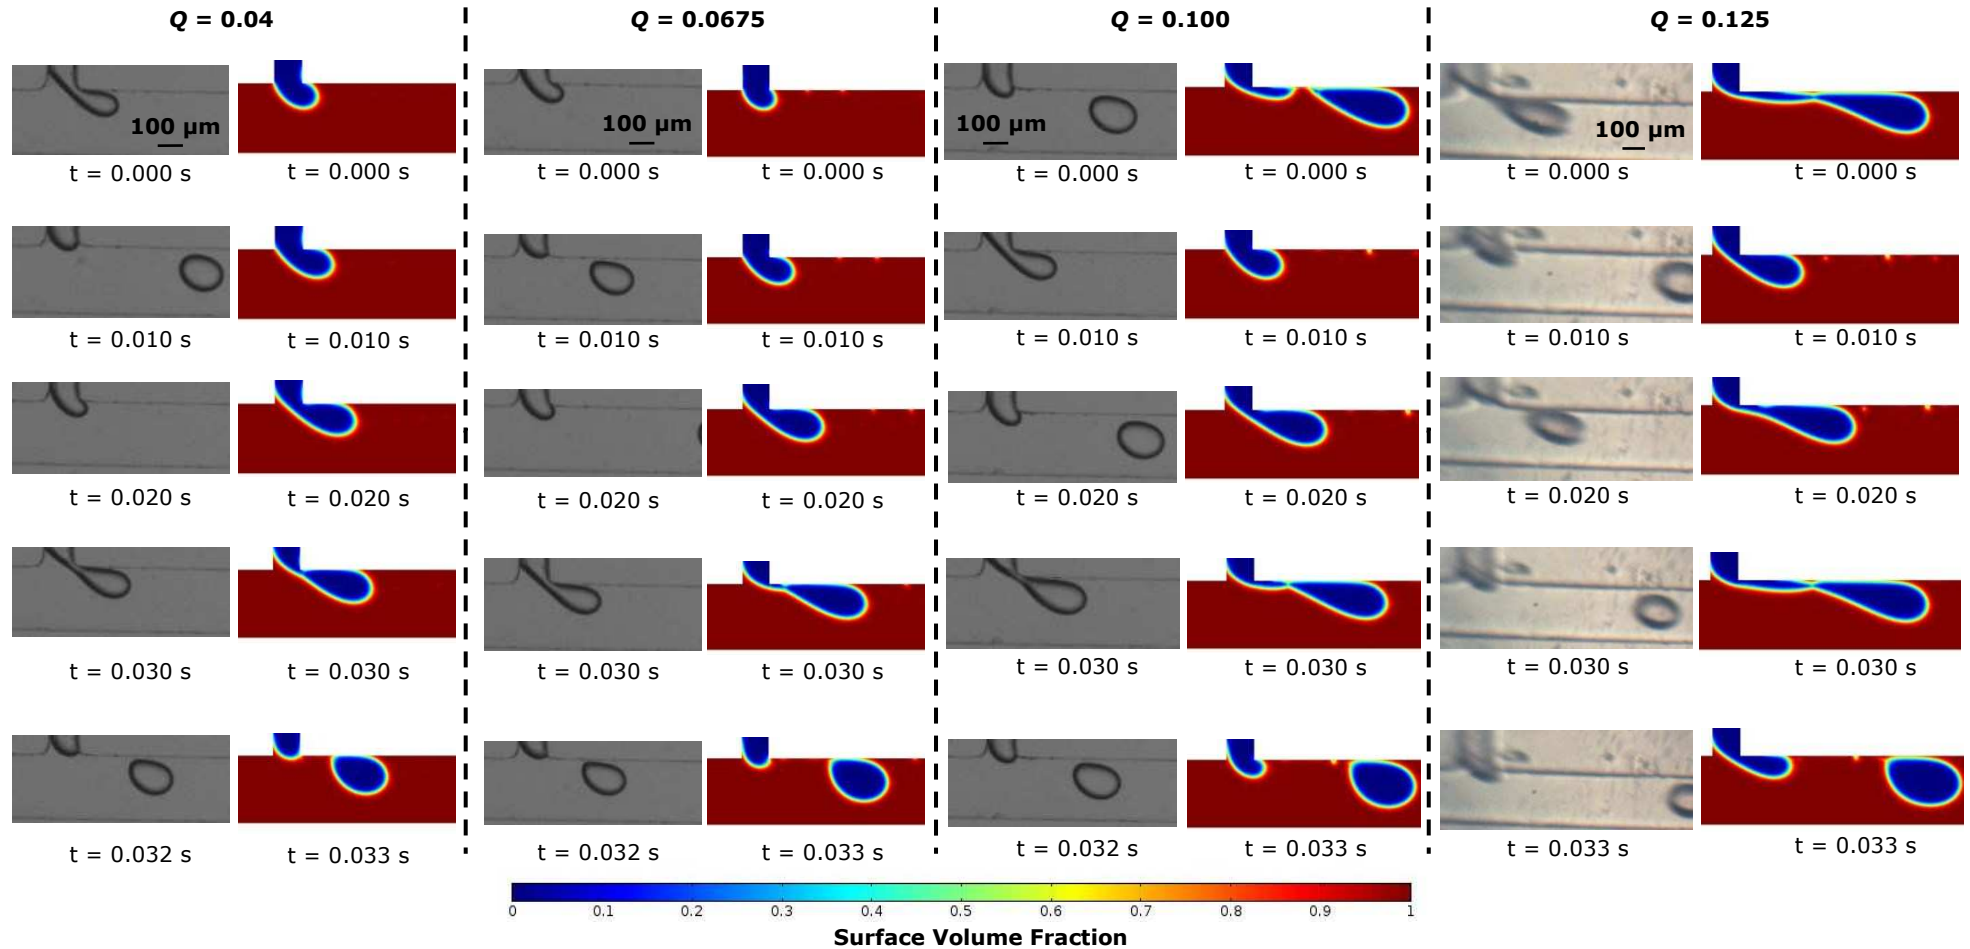 Q = 0.04 Q = 0.0675 Q = 0.100 Q = 0.125
100 µm 100 µm 100 µm 100 µm
t = 0.000 s t = 0.000 s t = 0.000 s t = 0.000 s t = 0.000 s t = 0.000 s t = 0.000 s t = 0.000 s
t = 0.010 s t = 0.010 s t = 0.010 s t = 0.010 s t = 0.010 s t = 0.010 s t = 0.010 s t = 0.010 s
t = 0.020 s t = 0.020 s t = 0.020 s t = 0.020 s t = 0.020 s t = 0.020 s t = 0.020 s t = 0.020 s
t = 0.030 s t = 0.030 s t = 0.030 s t = 0.030 s t = 0.030 s t = 0.030 s t = 0.030 s t = 0.030 s
t = 0.032 s t = 0.033 s t = 0.032 s t = 0.033 s t = 0.032 s t = 0.033 s t = 0.033 s t = 0.033 s
0 0.1 0.2 0.3 0.4 0.5 0.6 0.7 0.8 0.9 1
Surface Volume Fraction